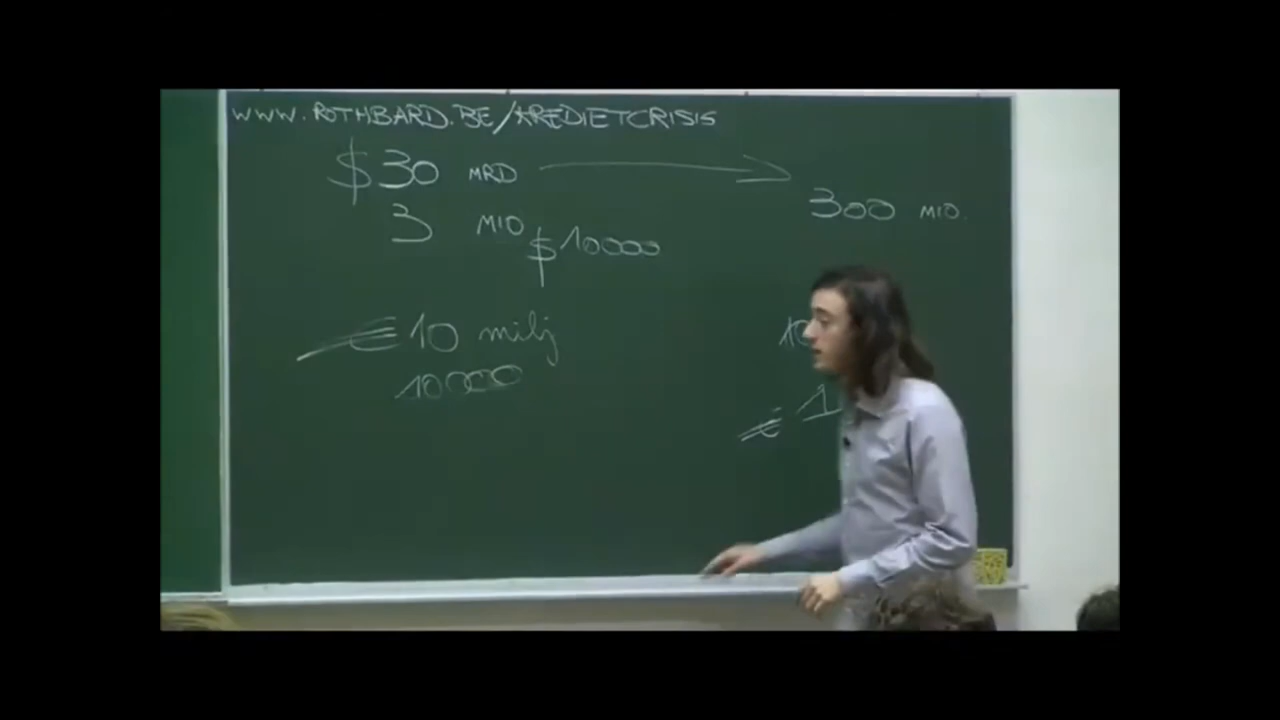 WWW.ROTHBARD.BE/KREDIETCRISIS
$30 MRD
300 MIO.
3 MIO
$10000
€10 milj
10000